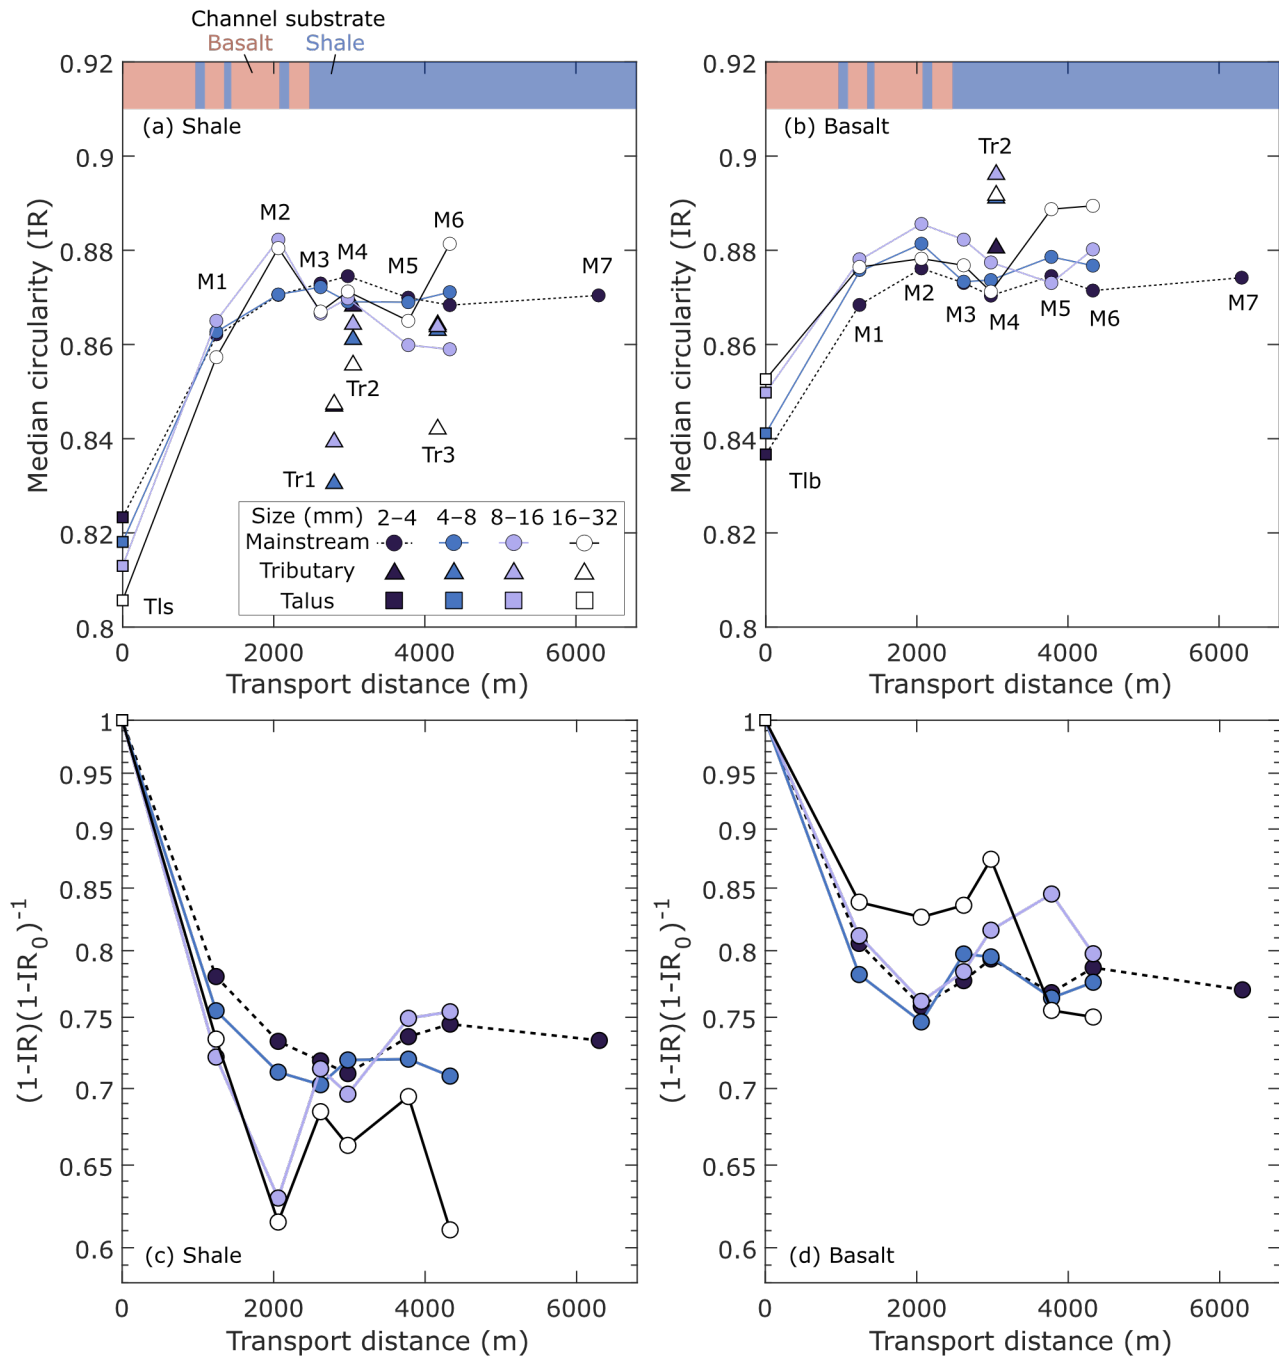 Channel substrate
Basalt Shale
(a) Shale
0.92
0.9
0.88
0.86
0.84
0.82
0.8
Median circularity (IR)
M1
M2
M3
M4
M5
M6
M7
Tr1
Tr2
Tr3
Tls
Size (mm) 2–4 4–8 8–16 16–32
Mainstream
Tributary
Talus
0 2000 4000 6000
Transport distance (m)
(b) Basalt
0.92
0.9
0.88
0.86
0.84
0.82
0.8
Median circularity (IR)
Tr2
M1
M2
M3
M4
M5
M6
M7
Tlb
0 2000 4000 6000
Transport distance (m)
1
0.95
0.9
0.85
0.8
0.75
0.7
0.65
0.6
(1-IR)(1-IR0)-1
(c) Shale
0 2000 4000 6000
Transport distance (m)
1
0.95
0.9
0.85
0.8
0.75
0.7
0.65
0.6
(1-IR)(1-IR0)-1
(d) Basalt
0 2000 4000 6000
Transport distance (m)